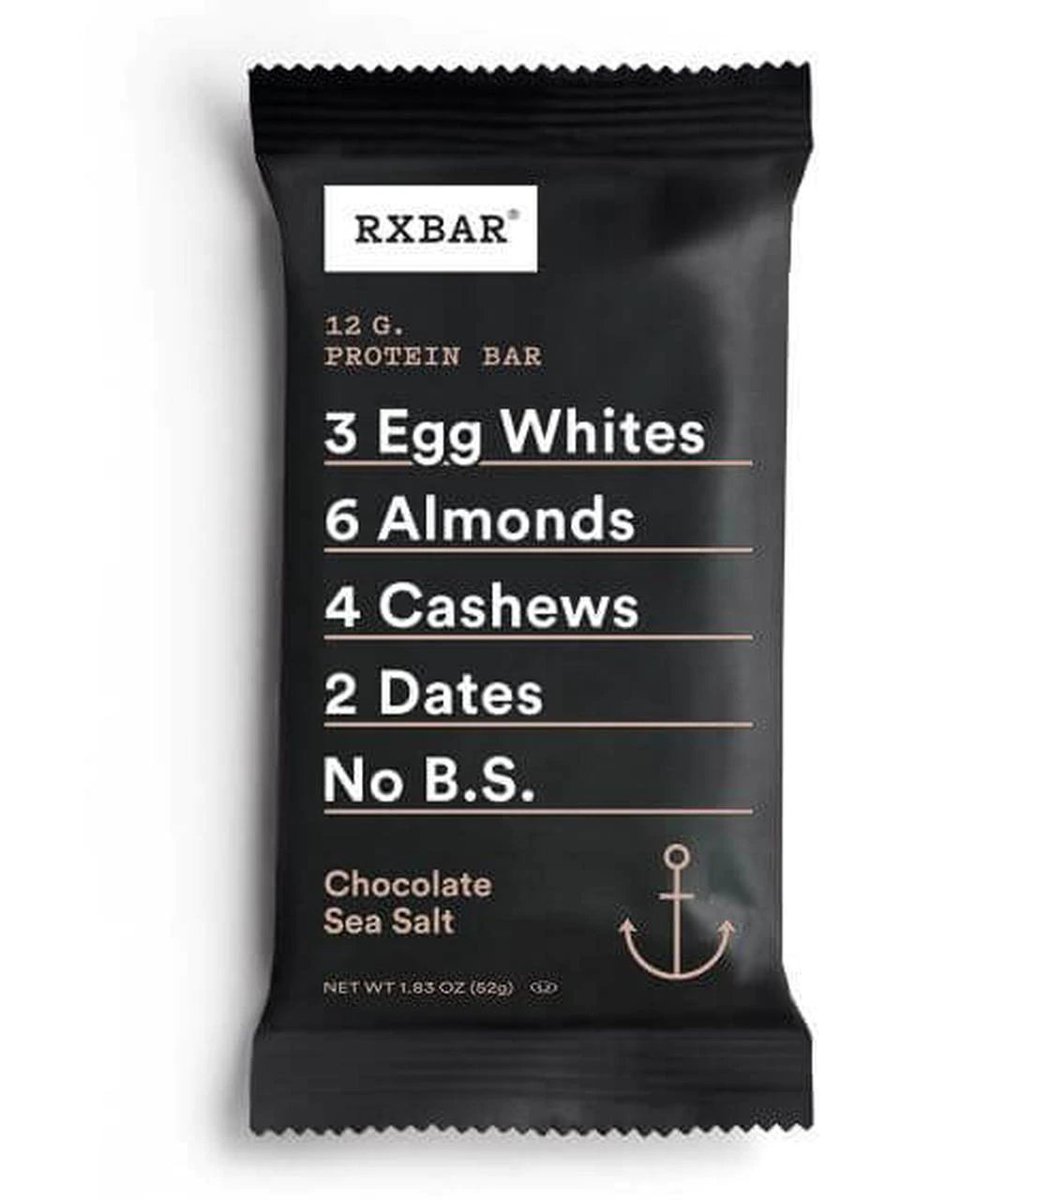 RXBAR®
12 G.
PROTEIN BAR
3 Egg Whites
6 Almonds
4 Cashews
2 Dates
No B.S.
Chocolate
Sea Salt
NET WT 1.83 OZ (52g)